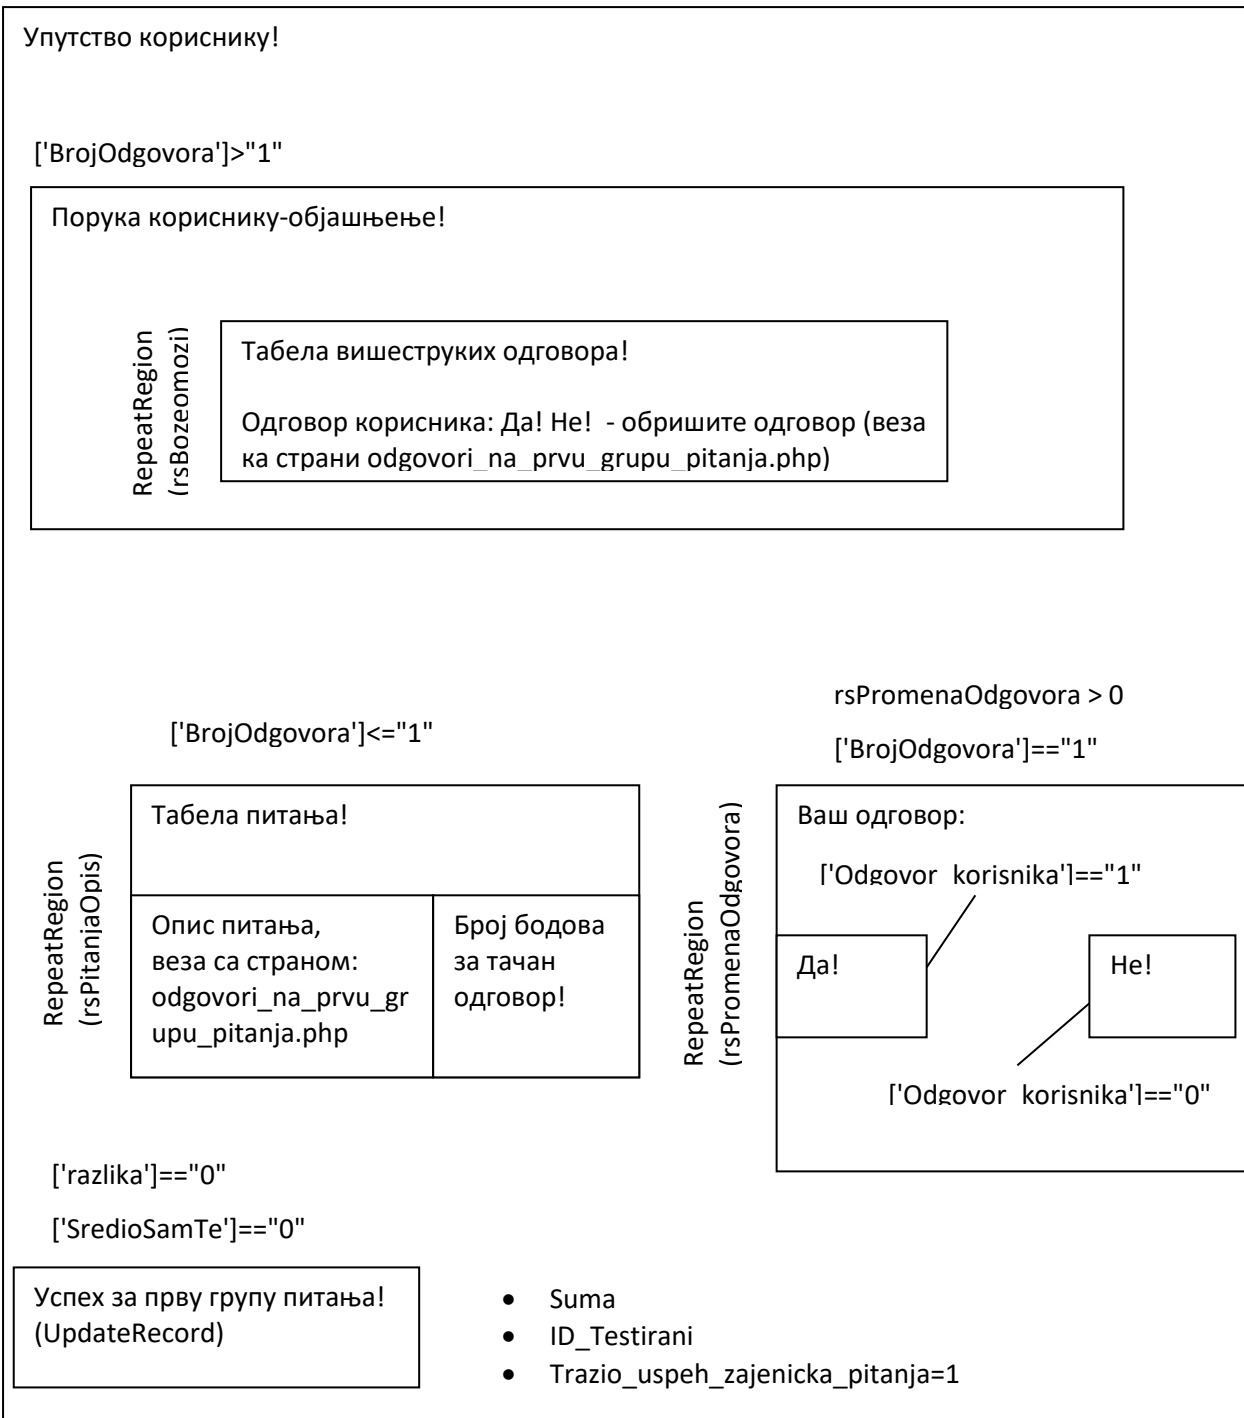 Упутство кориснику!
['BrojOdgovora']>"1"
Порука кориснику-објашњење!
RepeatRegion
(rsBozeomozi)
Табела вишеструких одговора!
Одговор корисника: Да! Не!  - обришите одговор (веза
ка страни odgovori_na_prvu_grupu_pitanja.php)
['BrojOdgovora']<="1"
RepeatRegion
(rsPitanjaOpis)
Табела питања!
Опис питања,
веза са страном:
odgovori_na_prvu_gr
upu_pitanja.php
Број бодова
за тачан
одговор!
rsPromenaOdgovora > 0
['BrojOdgovora']=="1"
RepeatRegion
(rsPromenaOdgovora)
Ваш одговор:
['Odgovor_korisnika']=="1"
Да!
Не!
['Odgovor_korisnika']=="0"
['razlika']=="0"
['SredioSamTe']=="0"
Успех за прву групу питања!
(UpdateRecord)
• Suma
• ID_Testirani
• Trazio_uspeh_zajenicka_pitanja=1